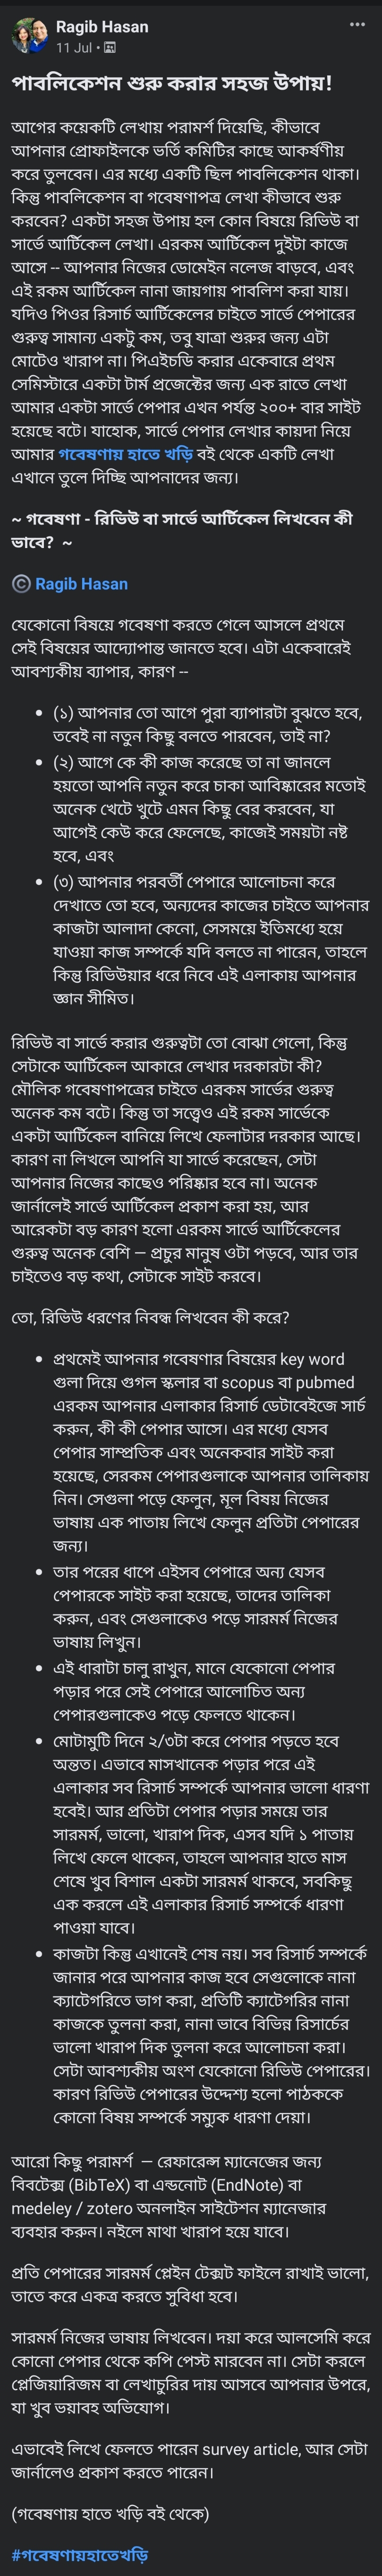 Ragib Hasan
11 Jul
পাবলিকেশন শুরু করার সহজ উপায়!
আগের কয়েকটি লেখায় পরামর্শ দিয়েছি, কীভাবে
আপনার প্রোফাইলকে ভর্তি কমিটির কাছে আকর্ষণীয়
করে তুলবেন। এর মধ্যে একটি ছিল পাবলিকেশন থাকা।
কিন্তু পাবলিকেশন বা গবেষণাপত্র লেখা কীভাবে শুরু
করবেন? একটা সহজ উপায় হল কোন বিষয়ে রিভিউ বা
সার্ভে আর্টিকেল লেখা। এরকম আর্টিকেল দুইটা কাজে
আসে -- আপনার নিজের ডোমেইন নলেজ বাড়বে, এবং
এই রকম আর্টিকেল নানা জায়গায় পাবলিশ করা যায়।
যদিও পিওর রিসার্চ আর্টিকেলের চাইতে সার্ভে পেপারের
গুরুত্ব সামান্য একটু কম, তবু যাত্রা শুরুর জন্য এটা
মোটেও খারাপ না। পিএইচডি করার একেবারে প্রথম
সেমিস্টারে একটা টার্ম প্রজেক্টের জন্য এক রাতে লেখা
আমার একটা সার্ভে পেপার এখন পর্যন্ত ২০০+ বার সাইট
হয়েছে বটে। যাহোক, সার্ভে পেপার লেখার কায়দা নিয়ে
আমার গবেষণায় হাতে খড়ি বই থেকে একটি লেখা
এখানে তুলে দিচ্ছি আপনাদের জন্য।
~ গবেষণা - রিভিউ বা সার্ভে আর্টিকেল লিখবেন কী
ভাবে? ~
© Ragib Hasan
যেকোনো বিষয়ে গবেষণা করতে গেলে আসলে প্রথমে
সেই বিষয়ের আদ্যোপান্ত জানতে হবে। এটা একেবারেই
আবশ্যকীয় ব্যাপার, কারণ --
• (১) আপনার তো আগে পুরা ব্যাপারটা বুঝতে হবে,
তবেই না নতুন কিছু বলতে পারবেন, তাই না?
• (২) আগে কে কী কাজ করেছে তা না জানলে
হয়তো আপনি নতুন করে চাকা আবিষ্কারের মতোই
অনেক খেটে খুটে এমন কিছু বের করবেন, যা
আগেই কেউ করে ফেলেছে, কাজেই সময়টা নষ্ট
হবে, এবং
• (৩) আপনার পরবর্তী পেপারে আলোচনা করে
দেখাতে তো হবে, অন্যদের কাজের চাইতে আপনার
কাজটা আলাদা কেনো, সেসময়ে ইতিমধ্যে হয়ে
যাওয়া কাজ সম্পর্কে যদি বলতে না পারেন, তাহলে
কিন্তু রিভিউয়ার ধরে নিবে এই এলাকায় আপনার
জ্ঞান সীমিত।
রিভিউ বা সার্ভে করার গুরুত্বটা তো বোঝা গেলো, কিন্তু
সেটাকে আর্টিকেল আকারে লেখার দরকারটা কী?
মৌলিক গবেষণাপত্রের চাইতে এরকম সার্ভের গুরুত্ব
অনেক কম বটে। কিন্তু তা সত্ত্বেও এই রকম সার্ভেকে
একটা আর্টিকেল বানিয়ে লিখে ফেলাটার দরকার আছে।
কারণ না লিখলে আপনি যা সার্ভে করেছেন, সেটা
আপনার নিজের কাছেও পরিষ্কার হবে না। অনেক
জার্নালেই সার্ভে আর্টিকেল প্রকাশ করা হয়, আর
আরেকটা বড় কারণ হলো এরকম সার্ভে আর্টিকেলের
গুরুত্ব অনেক বেশি — প্রচুর মানুষ ওটা পড়বে, আর তার
চাইতেও বড় কথা, সেটাকে সাইট করবে।
তো, রিভিউ ধরণের নিবন্ধ লিখবেন কী করে?
• প্রথমেই আপনার গবেষণার বিষয়ের key word
গুলা দিয়ে গুগল স্কলার বা scopus বা pubmed
এরকম আপনার এলাকার রিসার্চ ডেটাবেইজে সার্চ
করুন, কী কী পেপার আসে। এর মধ্যে যেসব
পেপার সাম্প্রতিক এবং অনেকবার সাইট করা
হয়েছে, সেরকম পেপারগুলাকে আপনার তালিকায়
নিন। সেগুলা পড়ে ফেলুন, মূল বিষয় নিজের
ভাষায় এক পাতায় লিখে ফেলুন প্রতিটা পেপারের
জন্য।
• তার পরের ধাপে এইসব পেপারে অন্য যেসব
পেপারকে সাইট করা হয়েছে, তাদের তালিকা
করুন, এবং সেগুলাকেও পড়ে সারমর্ম নিজের
ভাষায় লিখুন।
• এই ধারাটা চালু রাখুন, মানে যেকোনো পেপার
পড়ার পরে সেই পেপারে আলোচিত অন্য
পেপারগুলাকেও পড়ে ফেলতে থাকেন।
• মোটামুটি দিনে ২/৩টা করে পেপার পড়তে হবে
অন্তত। এভাবে মাসখানেক পড়ার পরে এই
এলাকার সব রিসার্চ সম্পর্কে আপনার ভালো ধারণা
হবেই। আর প্রতিটা পেপার পড়ার সময়ে তার
সারমর্ম, ভালো, খারাপ দিক, এসব যদি ১ পাতায়
লিখে ফেলে থাকেন, তাহলে আপনার হাতে মাস
শেষে খুব বিশাল একটা সারমর্ম থাকবে, সবকিছু
এক করলে এই এলাকার রিসার্চ সম্পর্কে ধারণা
পাওয়া যাবে।
• কাজটা কিন্তু এখানেই শেষ নয়। সব রিসার্চ সম্পর্কে
জানার পরে আপনার কাজ হবে সেগুলোকে নানা
ক্যাটেগরিতে ভাগ করা, প্রতিটি ক্যাটেগরির নানা
কাজকে তুলনা করা, নানা ভাবে বিভিন্ন রিসার্চের
ভালো খারাপ দিক তুলনা করে আলোচনা করা।
সেটা আবশ্যকীয় অংশ যেকোনো রিভিউ পেপারের।
কারণ রিভিউ পেপারের উদ্দেশ্য হলো পাঠককে
কোনো বিষয় সম্পর্কে সম্যুক ধারণা দেয়া।
আরো কিছু পরামর্শ — রেফারেন্স ম্যানেজের জন্য
বিবটেক্স (BibTeX) বা এন্ডনোট (EndNote) বা
medeley / zotero অনলাইন সাইটেশন ম্যানেজার
ব্যবহার করুন। নইলে মাথা খারাপ হয়ে যাবে।
প্রতি পেপারের সারমর্ম প্লেইন টেক্সট ফাইলে রাখাই ভালো,
তাতে করে একত্র করতে সুবিধা হবে।
সারমর্ম নিজের ভাষায় লিখবেন। দয়া করে আলসেমি করে
কোনো পেপার থেকে কপি পেস্ট মারবেন না। সেটা করলে
প্লেজিয়ারিজম বা লেখাচুরির দায় আসবে আপনার উপরে,
যা খুব ভয়াবহ অভিযোগ।
এভাবেই লিখে ফেলতে পারেন survey article, আর সেটা
জার্নালেও প্রকাশ করতে পারেন।
(গবেষণায় হাতে খড়ি বই থেকে)
#গবেষণায়হাতেখড়ি